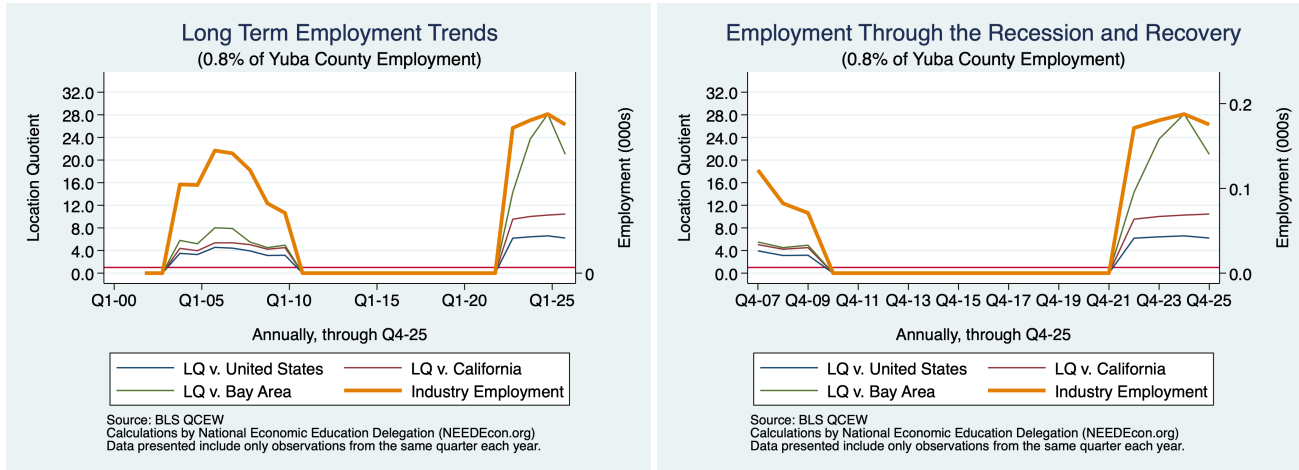 Long Term Employment Trends
(0.8% of Yuba County Employment)
Location Quotient
32.0
28.0
24.0
20.0
16.0
12.0
8.0
4.0
0.0
0
Employment (000s)
Q1-00 Q1-05 Q1-10 Q1-15 Q1-20 Q1-25
Annually, through Q4-25
LQ v. United States LQ v. California
LQ v. Bay Area Industry Employment
Source: BLS QCEW
Calculations by National Economic Education Delegation (NEEDEcon.org)
Data presented include only observations from the same quarter each year.
Employment Through the Recession and Recovery
(0.8% of Yuba County Employment)
Location Quotient
32.0
28.0
24.0
20.0
16.0
12.0
8.0
4.0
0.0
0.2
0.1
0.0
Employment (000s)
Q4-07 Q4-09 Q4-11 Q4-13 Q4-15 Q4-17 Q4-19 Q4-21 Q4-23 Q4-25
Annually, through Q4-25
LQ v. United States LQ v. California
LQ v. Bay Area Industry Employment
Source: BLS QCEW
Calculations by National Economic Education Delegation (NEEDEcon.org)
Data presented include only observations from the same quarter each year.